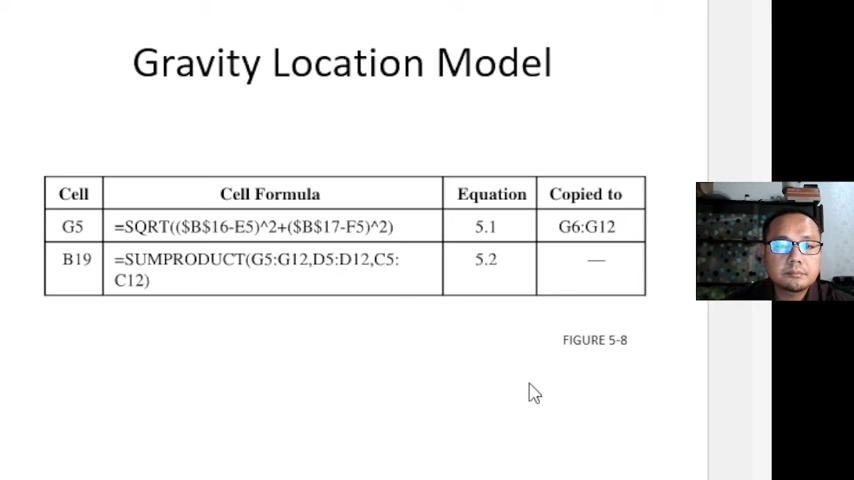 Gravity Location Model
Cell Cell Formula Equation Copied to
G5 =SQRT(($B$16-E5)^2+($B$17-F5)^2) 5.1 G6:G12
B19 =SUMPRODUCT(G5:G12,D5:D12,C5: 5.2 —
C12)
FIGURE 5-8